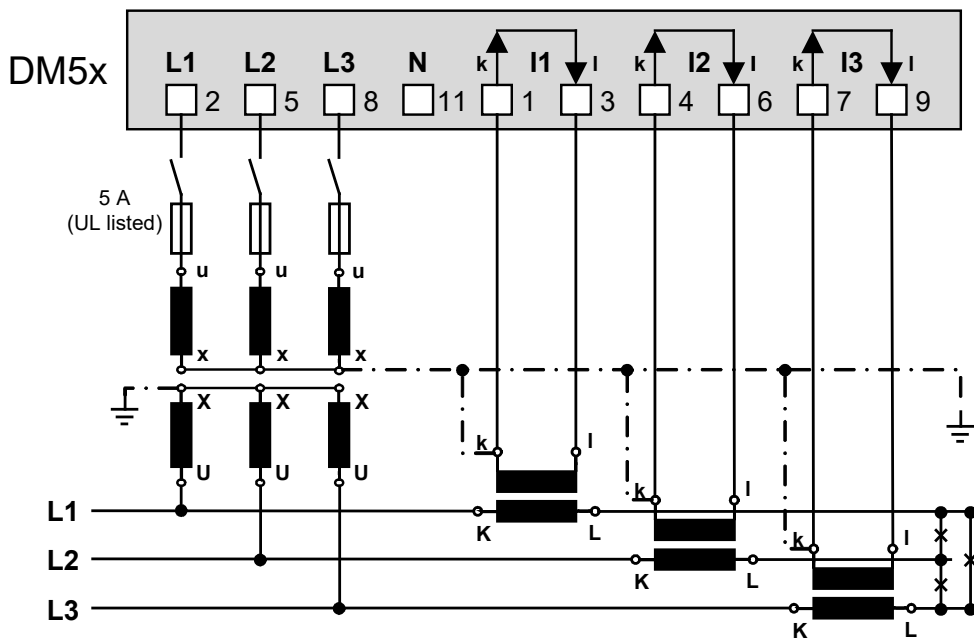 DM5x
L1 L2 L3 N k I1 l k I2 l k I3 l
2 5 8 11 1 3 4 6 7 9
5 A
(UL listed)
u u u
x x x
X X X
k l
U U U
k l
L1
K L
k l
L2
K L
L3
K L